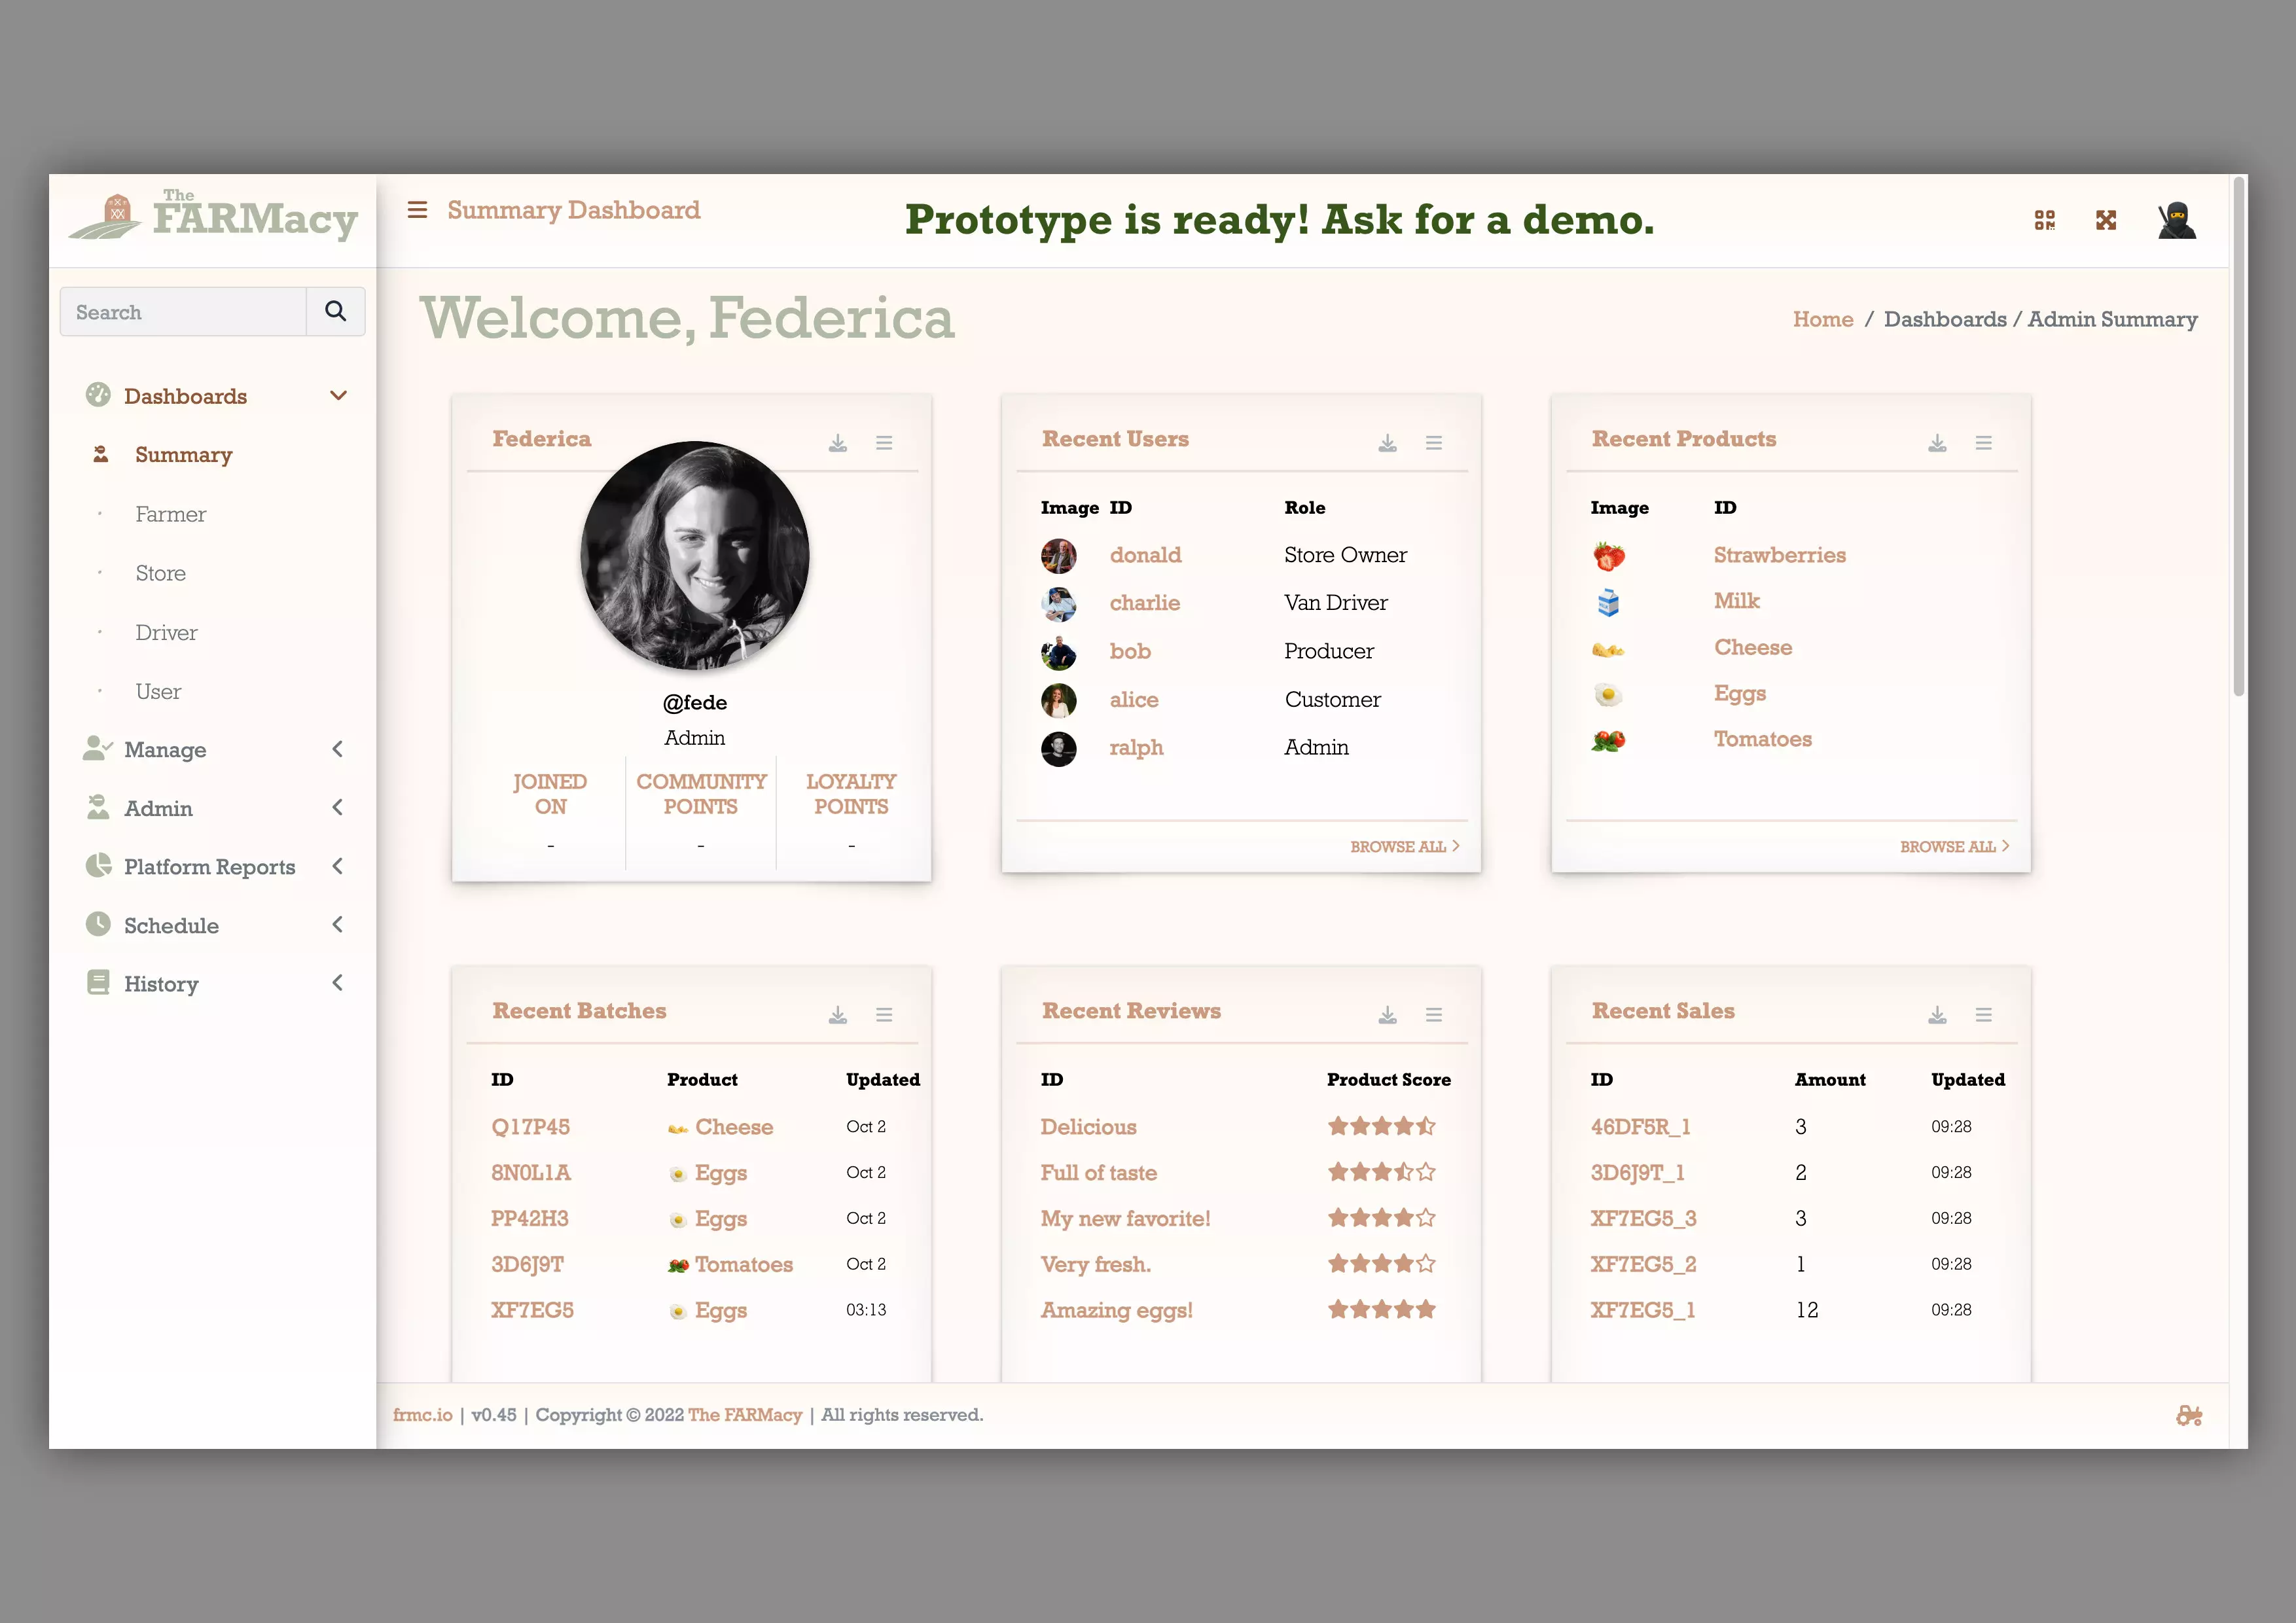 The
FARMacy
Summary Dashboard
Prototype is ready! Ask for a demo.
Search
Dashboards
Summary
Farmer
Store
Driver
User
Manage
Admin
Platform Reports
Schedule
History
Welcome, Federica
Home / Dashboards / Admin Summary
Federica
@fede
Admin
JOINED ON
COMMUNITY POINTS
LOYALTY POINTS
- - -
Recent Users
Image ID Role
donald Store Owner
charlie Van Driver
bob Producer
alice Customer
ralph Admin
BROWSE ALL
Recent Products
Image ID
Strawberries
Milk
Cheese
Eggs
Tomatoes
BROWSE ALL
Recent Batches
ID Product Updated
Q17P45 Cheese Oct 2
8N0L1A Eggs Oct 2
PP42H3 Eggs Oct 2
3D6J9T Tomatoes Oct 2
XF7EG5 Eggs 03:13
Recent Reviews
ID Product Score
Delicious
Full of taste
My new favorite!
Very fresh.
Amazing eggs!
Recent Sales
ID Amount Updated
46DF5R_1 3 09:28
3D6J9T_1 2 09:28
XF7EG5_3 3 09:28
XF7EG5_2 1 09:28
XF7EG5_1 12 09:28
frmc.io | v0.45 | Copyright © 2022 The FARMacy | All rights reserved.